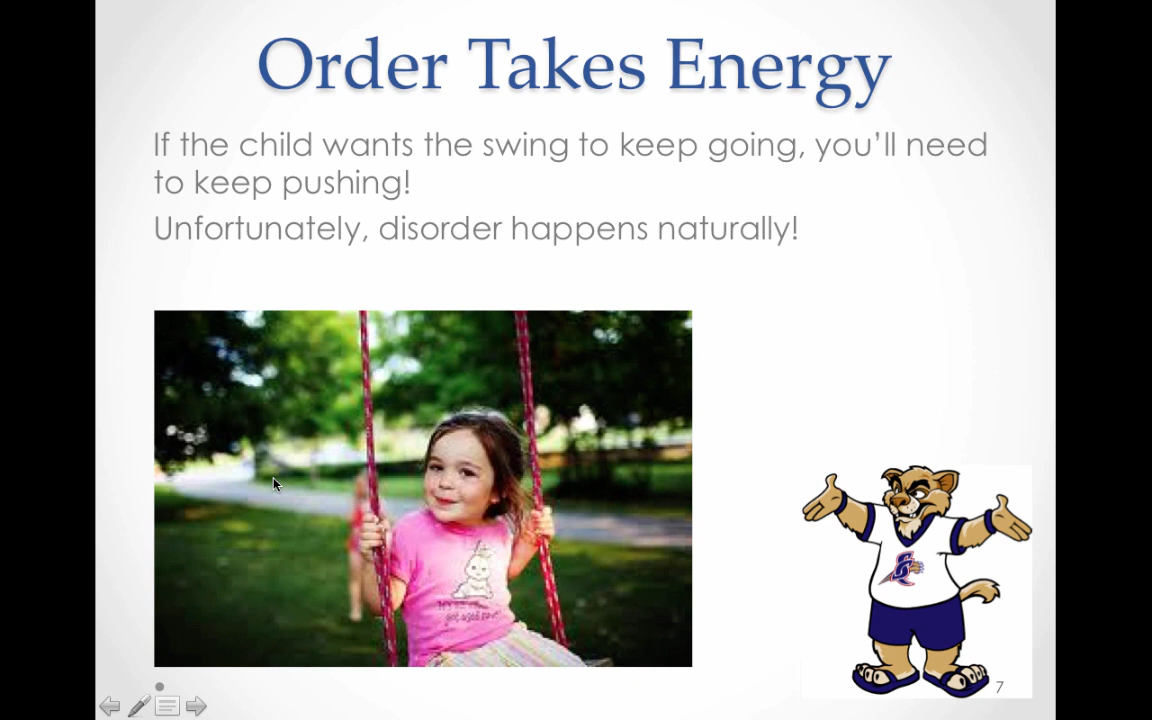 Order Takes Energy
If the child wants the swing to keep going, you’ll need
to keep pushing!
Unfortunately, disorder happens naturally!
7